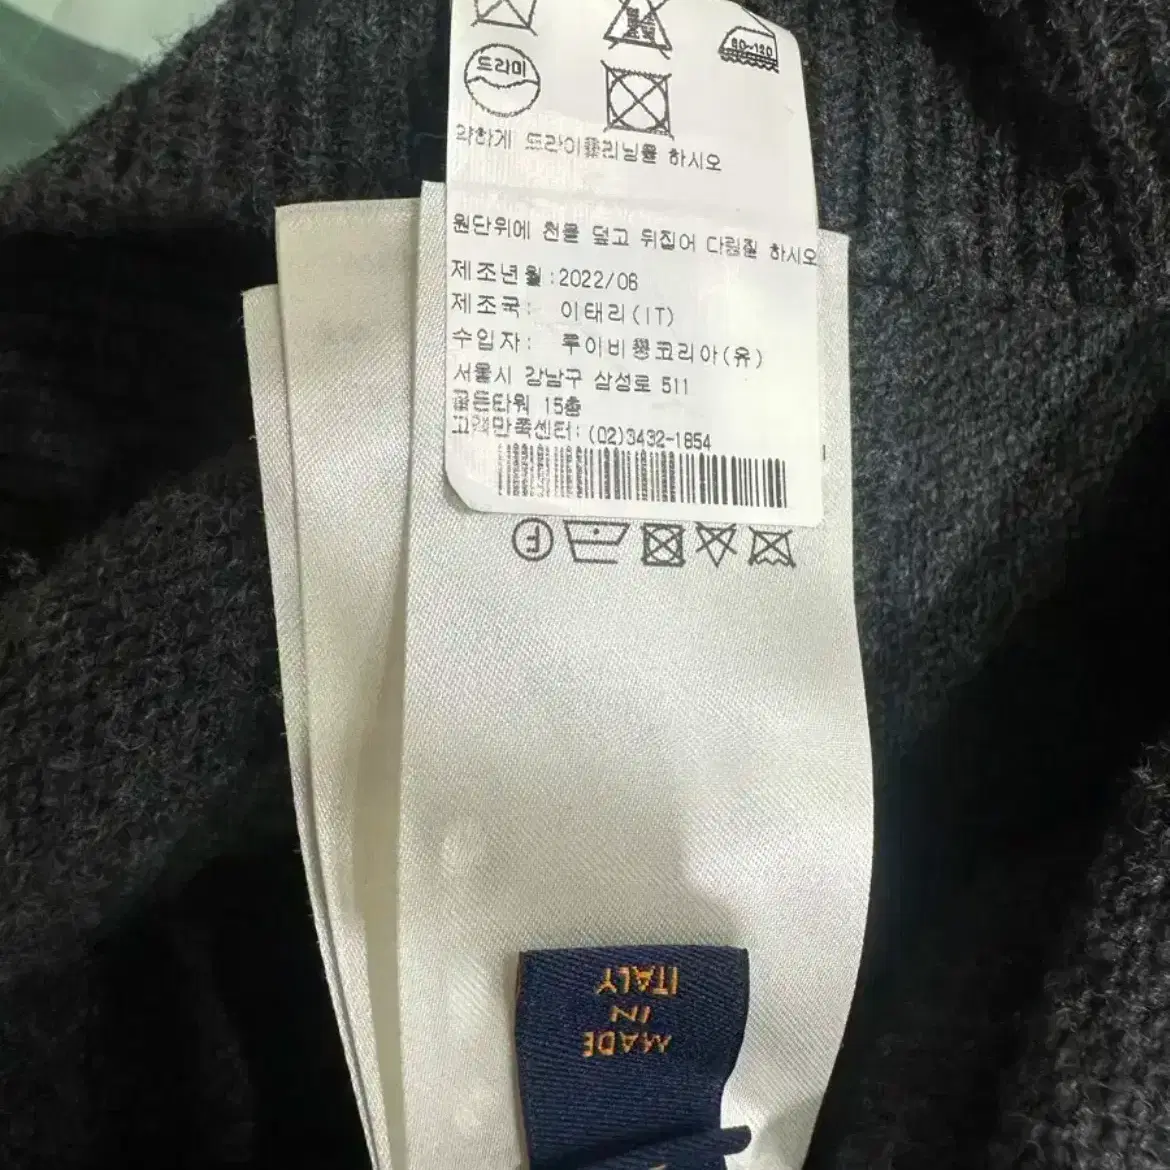 80~120
드라이
약하게 드라이클리닝을 하시오
원단위에 천을 덮고 뒤집어 다림질 하시오
제조년월:2022/08
제조국: 이태리(IT)
수입자: 루이비똥코리아(유)
서울시 강남구 삼성로 511
골든타워 15층
고객만족센터:(02)3432-1854
F
MADE
IN
ITALY